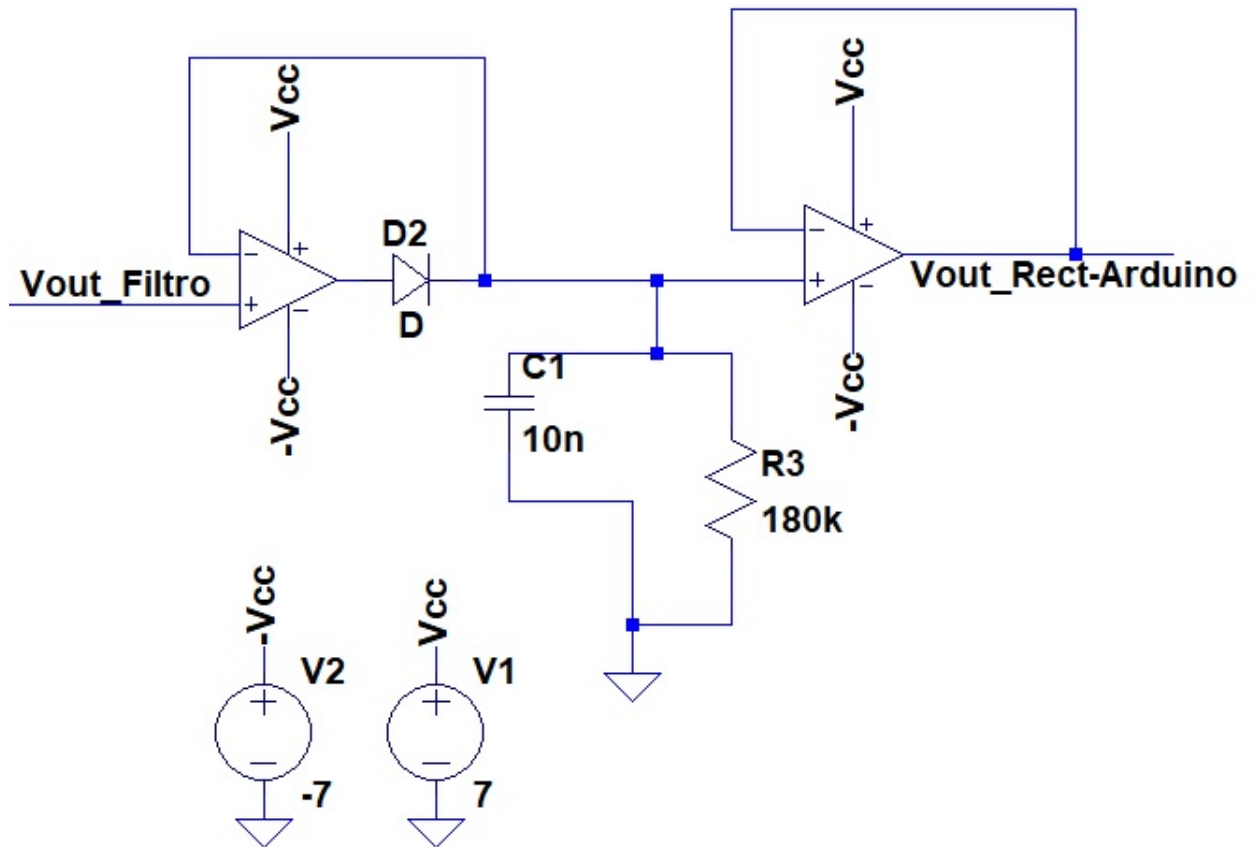 Vcc
Vcc
D2
Vout_Filtro
Vout_Rect-Arduino
D
-Vcc
-Vcc
C1
10n
R3
180k
-Vcc
Vcc
V2
V1
-7
7